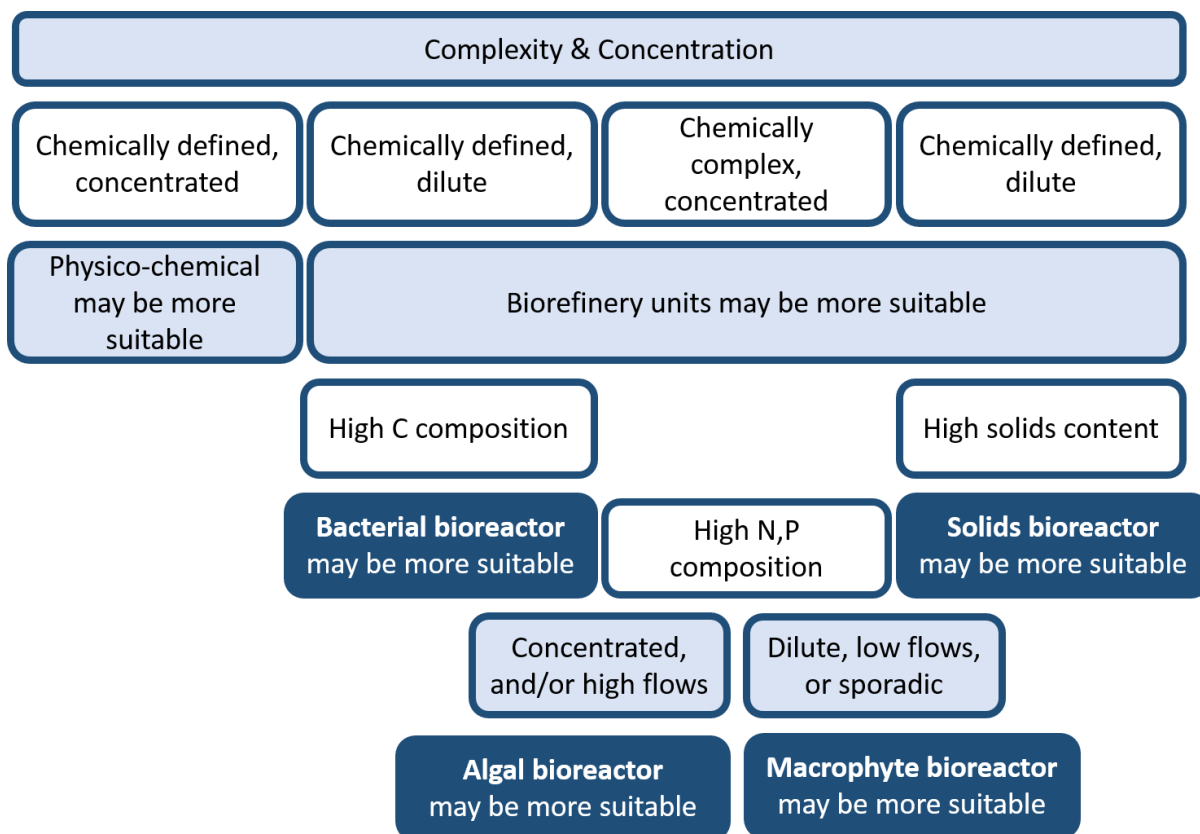 Complexity & Concentration
Chemically defined,
concentrated
Chemically defined,
dilute
Chemically
complex,
concentrated
Chemically defined,
dilute
Physico-chemical
may be more
suitable
Biorefinery units may be more suitable
High C composition
High solids content
Bacterial bioreactor
may be more suitable
High N,P
composition
Solids bioreactor
may be more suitable
Concentrated,
and/or high flows
Dilute, low flows,
or sporadic
Algal bioreactor
may be more suitable
Macrophyte bioreactor
may be more suitable